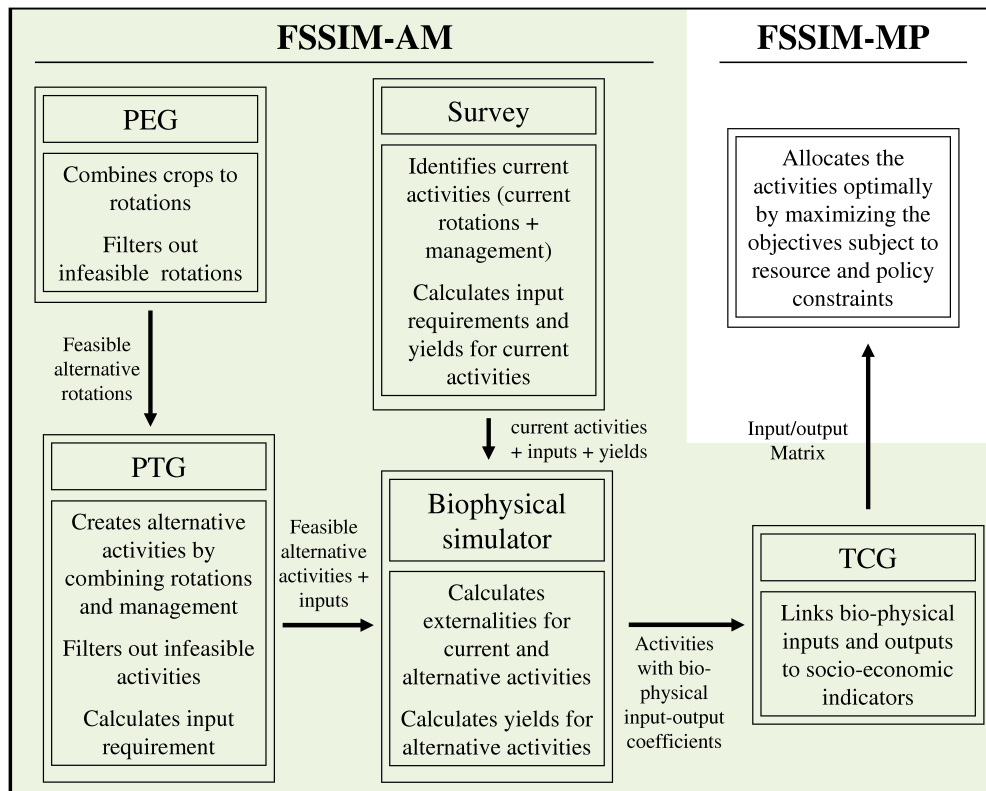 FSSIM-AM
FSSIM-MP
PEG
Combines crops to
rotations
Filters out
infeasible rotations
Feasible
alternative
rotations
PTG
Creates alternative
activities by
combining rotations
and management
Filters out infeasible
activities
Calculates input
requirement
Feasible
alternative
activities +
inputs
Survey
Identifies current
activities (current
rotations +
management)
Calculates input
requirements and
yields for current
activities
current activities
+ inputs + yields
Biophysical
simulator
Calculates
externalities for
current and
alternative activities
Calculates yields for
alternative activities
Activities
with bio-
physical
input-output
coefficients
TCG
Links bio-physical
inputs and outputs
to socio-economic
indicators
Input/output
Matrix
Allocates the
activities optimally
by maximizing the
objectives subject to
resource and policy
constraints